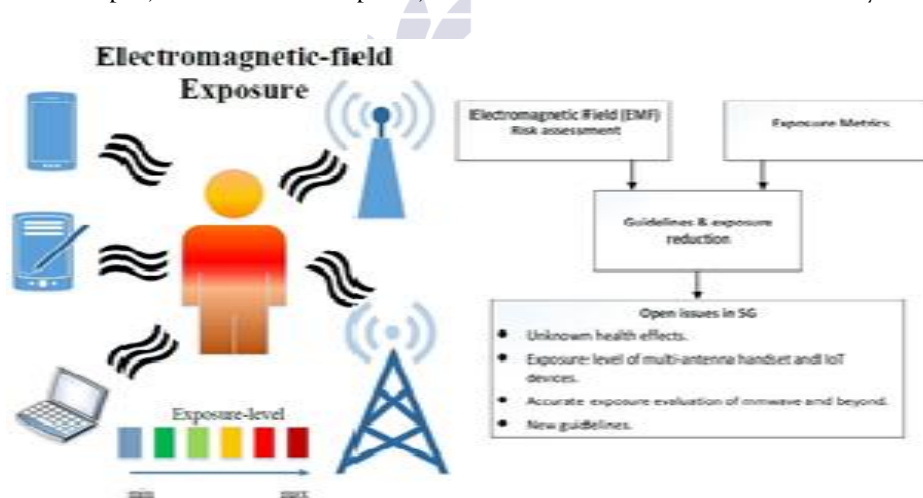 Electromagnetic-field
Exposure
Electromagnetic Field (EMF)
Risk assessment
Exposure Metrics
Guidelines & exposure
reduction
Open issues in 5G
Unknown health effects.
Exposure level of multi-antenna handset and IoT
devices.
Accurate exposure evaluation of mmwave and beyond.
New guidelines.
Exposure-level
min max